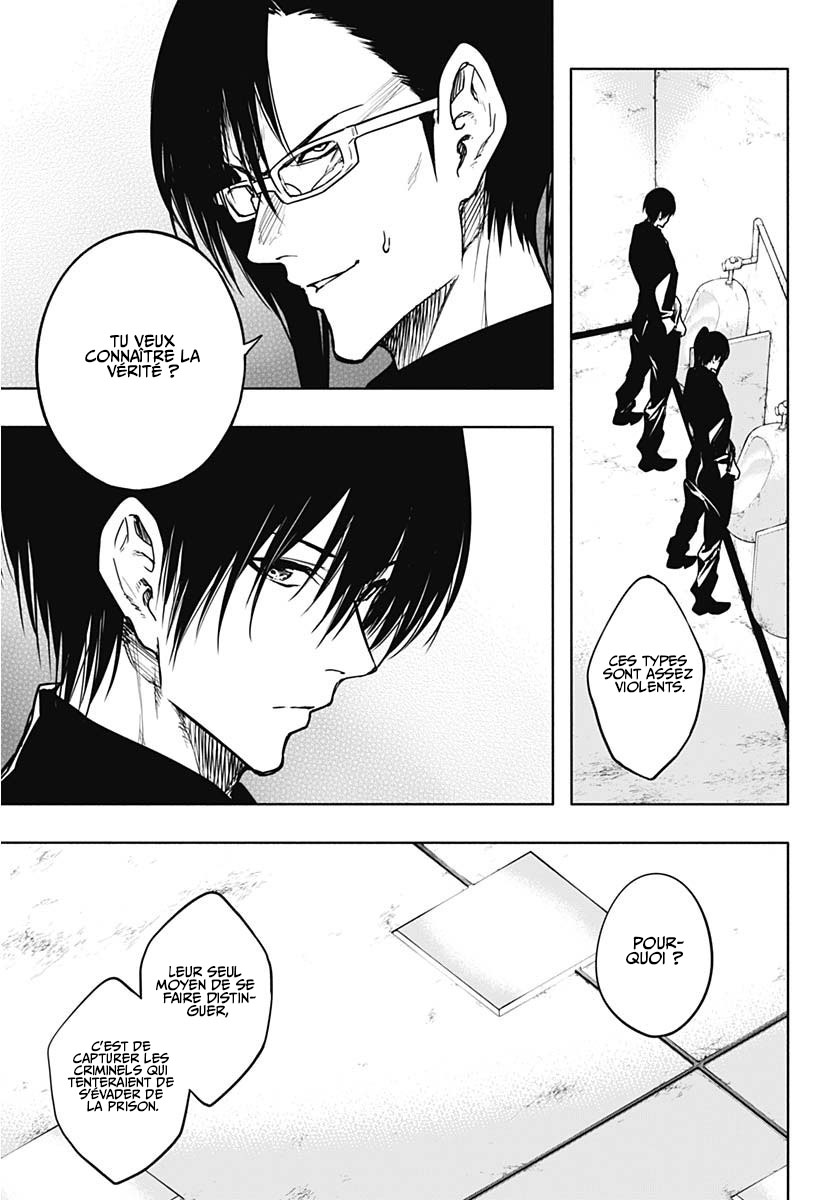 CES TYPES
SONT ASSEZ
VIOLENTS.
TU VEUX
CONNAÎTRE LA
VÉRITÉ ?
POUR-
QUOI ?
LEUR SEUL
MOYEN DE SE
FAIRE DISTIN-
GUER,
C'EST DE
CAPTURER LES
CRIMINELS QUI
TENTERAIENT DE
S'ÉVADER DE
LA PRISON.